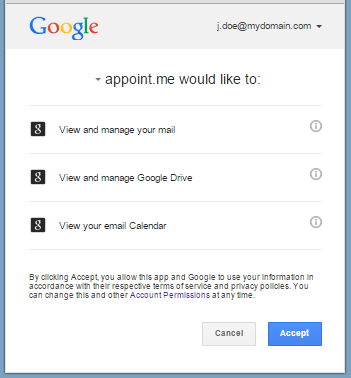 Google
j.doe@mydomain.com
appoint.me would like to:
View and manage your mail
View and manage Google Drive
View your email Calendar
By clicking Accept, you allow this app and Google to use your information in
accordance with their respective terms of service and privacy policies. You
can change this and other Account Permissions at any time.
Cancel
Accept